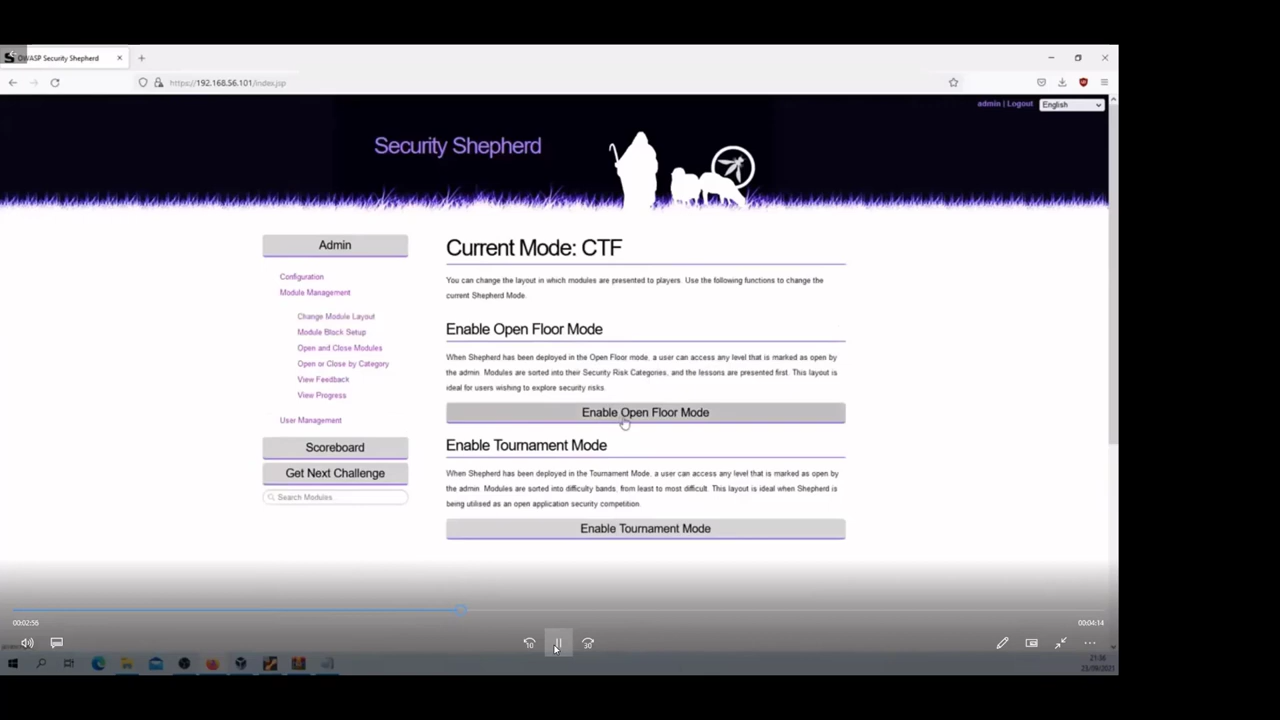 OWASP Security Shepherd
https://192.168.56.101/index.jsp
admin | Logout
English
Security Shepherd
Admin
Configuration
Module Management
Change Module Layout
Module Block Setup
Open and Close Modules
Open or Close by Category
View Feedback
View Progress
User Management
Scoreboard
Get Next Challenge
Search Modules
Current Mode: CTF
You can change the layout in which modules are presented to players. Use the following functions to change the
current Shepherd Mode.
Enable Open Floor Mode
When Shepherd has been deployed in the Open Floor mode, a user can access any level that is marked as open by
the admin. Modules are sorted into their Security Risk Categories, and the lessons are presented first. This layout is
ideal for users wishing to explore security risks.
Enable Open Floor Mode
Enable Tournament Mode
When Shepherd has been deployed in the Tournament Mode, a user can access any level that is marked as open by
the admin. Modules are sorted into difficulty bands, from least to most difficult. This layout is ideal when Shepherd is
being utilised as an open application security competition.
Enable Tournament Mode
00:02:56
00:04:14
10
30
21:36
23/09/2021